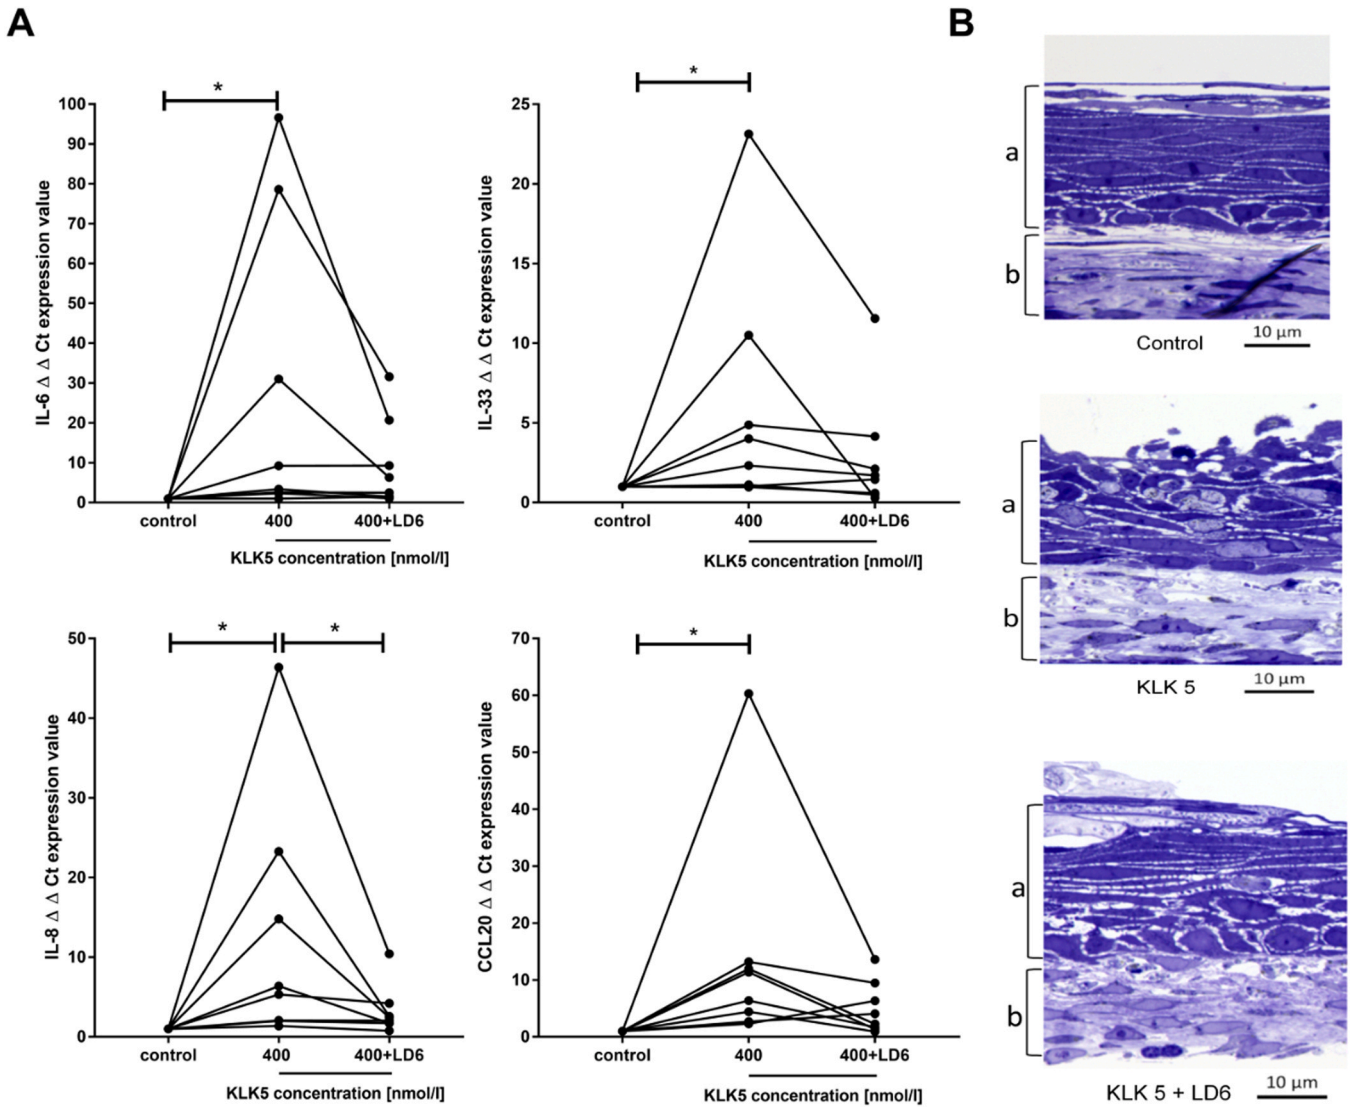 A
B
*
IL-6 Δ Δ Ct expression value
100
90
80
70
60
50
40
30
20
10
0
control
400
400+LD6
KLK5 concentration [nmol/l]
*
IL-33 Δ Δ Ct expression value
25
20
15
10
5
0
control
400
400+LD6
KLK5 concentration [nmol/l]
* *
IL-8 Δ Δ Ct expression value
50
40
30
20
10
0
control
400
400+LD6
KLK5 concentration [nmol/l]
*
CCL20 Δ Δ Ct expression value
70
60
50
40
30
20
10
0
control
400
400+LD6
KLK5 concentration [nmol/l]
a
b
Control
10 μm
a
b
KLK 5
10 μm
a
b
KLK 5 + LD6
10 μm